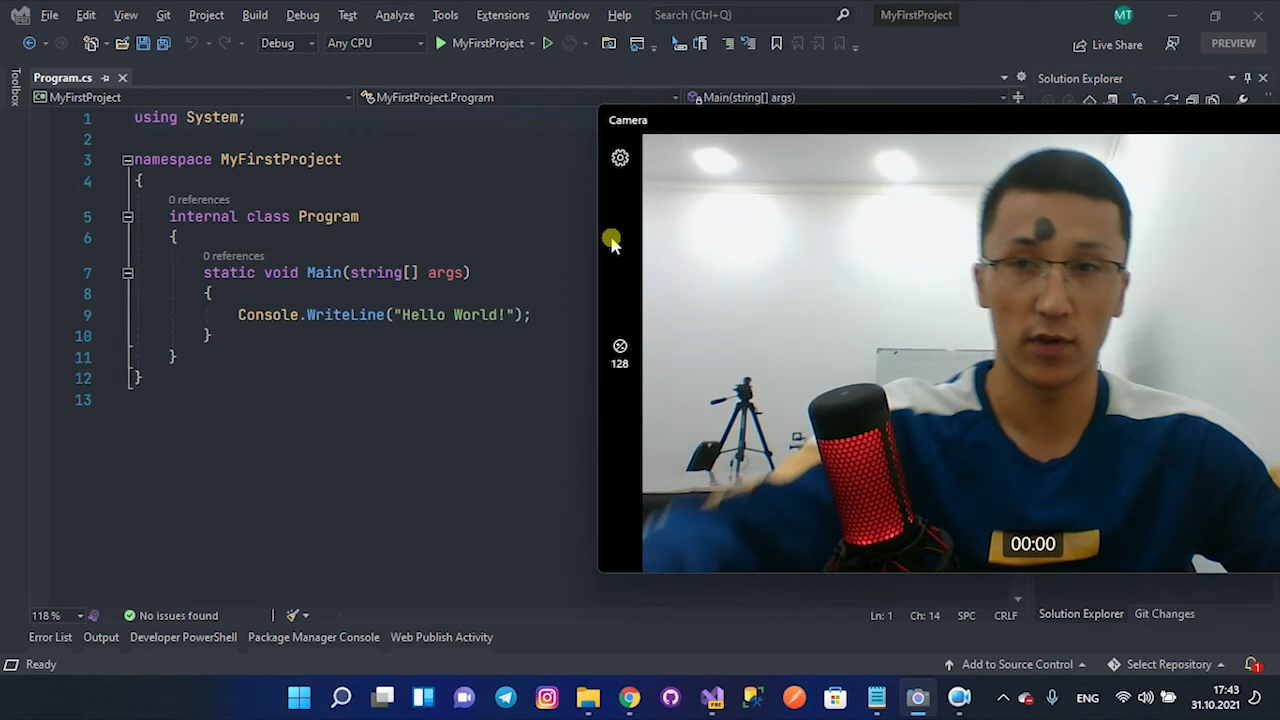 File Edit View Git Project Build Debug Test Analyze Tools Extensions Window Help Search (Ctrl+Q) MyFirstProject MT
Debug Any CPU MyFirstProject Live Share PREVIEW
Toolbox
Program.cs Solution Explorer
MyFirstProject MyFirstProject.Program Main(string[] args)
1 using System;
2
3 namespace MyFirstProject
4 {
0 references
5 internal class Program
6 {
0 references
7 static void Main(string[] args)
8 {
9 Console.WriteLine("Hello World!");
10 }
11 }
12 }
13
Camera
128
00:00
118 % No issues found Ln: 1 Ch: 14 SPC CRLF Solution Explorer Git Changes
Error List Output Developer PowerShell Package Manager Console Web Publish Activity
Ready Add to Source Control Select Repository 1
PRE ENG 17:43
31.10.2021